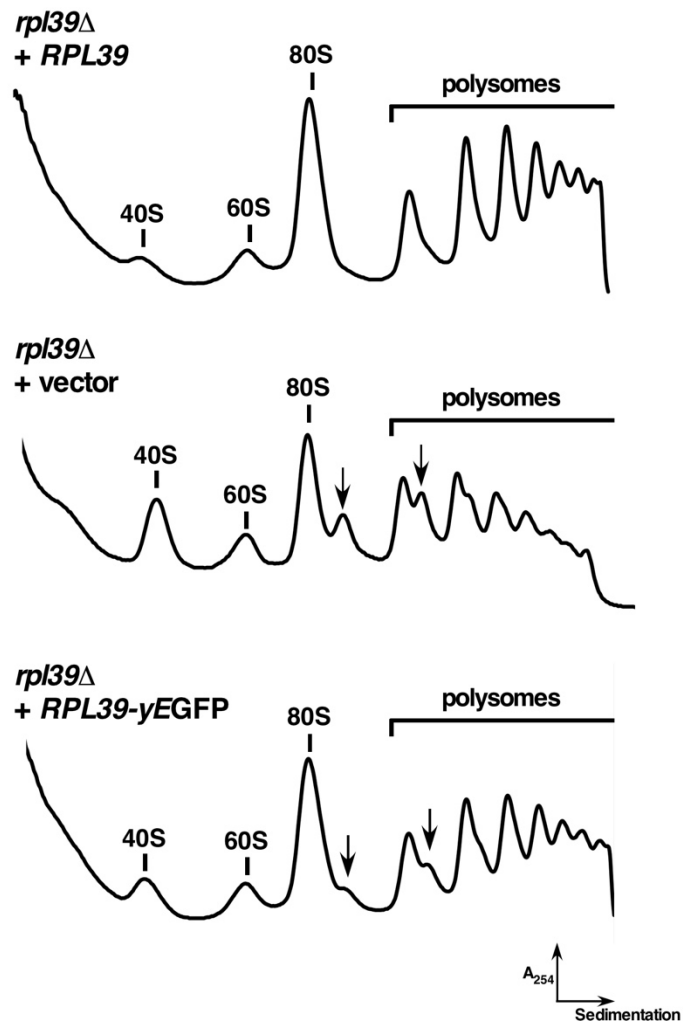 rpl39Δ
+ RPL39
80S
polysomes
40S
60S
rpl39Δ
+ vector
80S
polysomes
40S
60S
rpl39Δ
+ RPL39-yEGFP
80S
polysomes
40S
60S
A254
Sedimentation